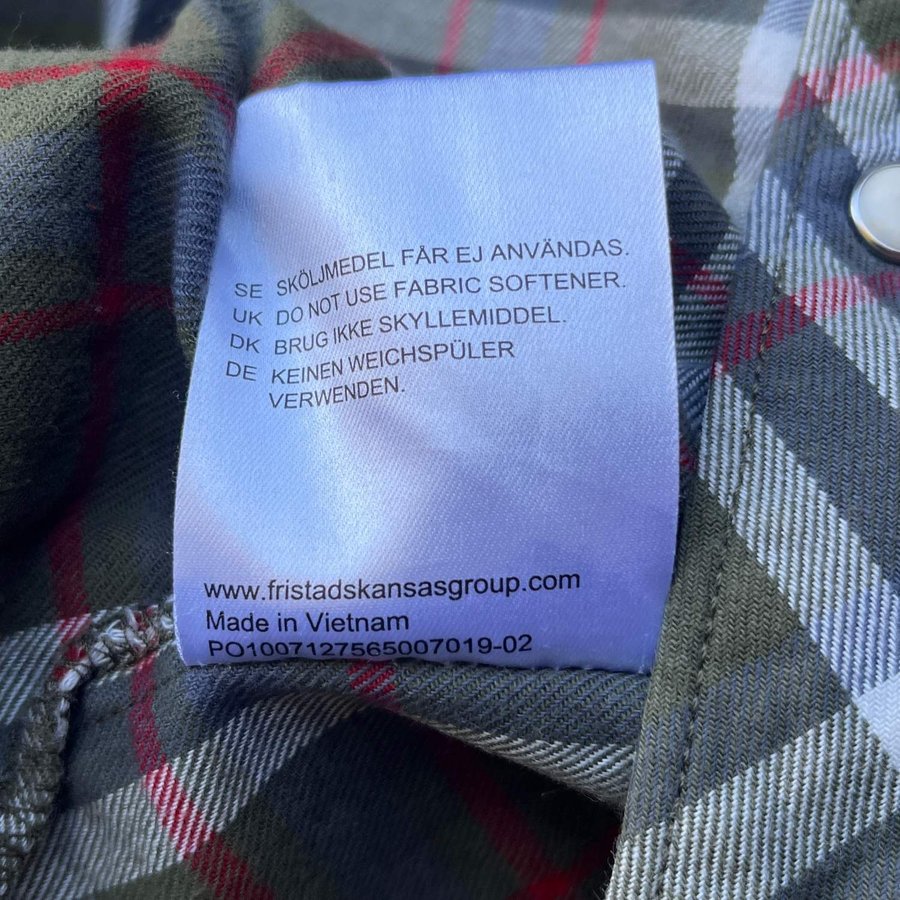 SE SKÖLJMEDEL FÅR EJ ANVÄNDAS.
UK DO NOT USE FABRIC SOFTENER.
DK BRUG IKKE SKYLLEMIDDEL.
DE KEINEN WEICHSPÜLER
VERWENDEN.
www.fristadskansasgroup.com
Made in Vietnam
PO1007127565007019-02